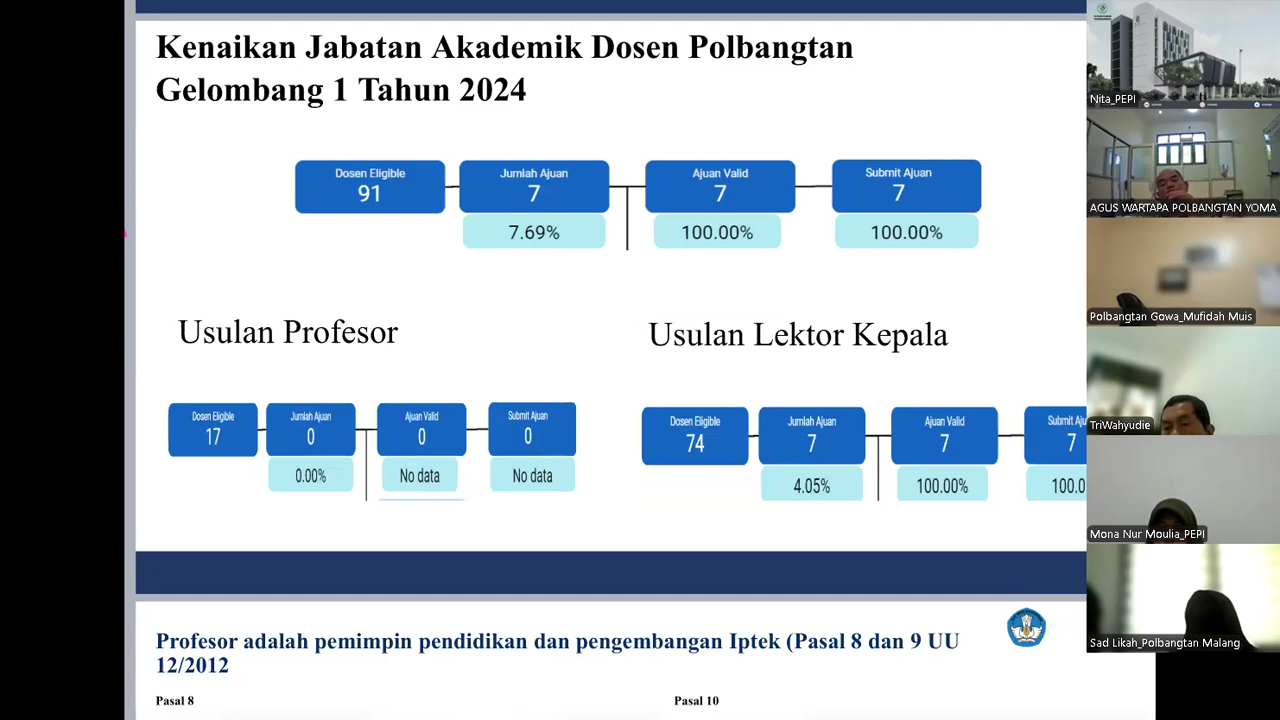 Kenaikan Jabatan Akademik Dosen Polbangtan
Gelombang 1 Tahun 2024
Dosen Eligible
91
Jumlah Ajuan
7
7.69%
Ajuan Valid
7
100.00%
Submit Ajuan
7
100.00%
Usulan Profesor
Dosen Eligible
17
Jumlah Ajuan
0
0.00%
Ajuan Valid
0
No data
Submit Ajuan
0
No data
Usulan Lektor Kepala
Dosen Eligible
74
Jumlah Ajuan
7
4.05%
Ajuan Valid
7
100.00%
Submit Aju
7
100.0
Profesor adalah pemimpin pendidikan dan pengembangan Iptek (Pasal 8 dan 9 UU
12/2012
Pasal 8
Pasal 10
Nita_PEPI
AGUS WARTAPA POLBANGTAN YOMA
Polbangtan Gowa_Mufidah Muis
TriWahyudie
Mona Nur Moulia_PEPI
Sad Likah_Polbangtan Malang